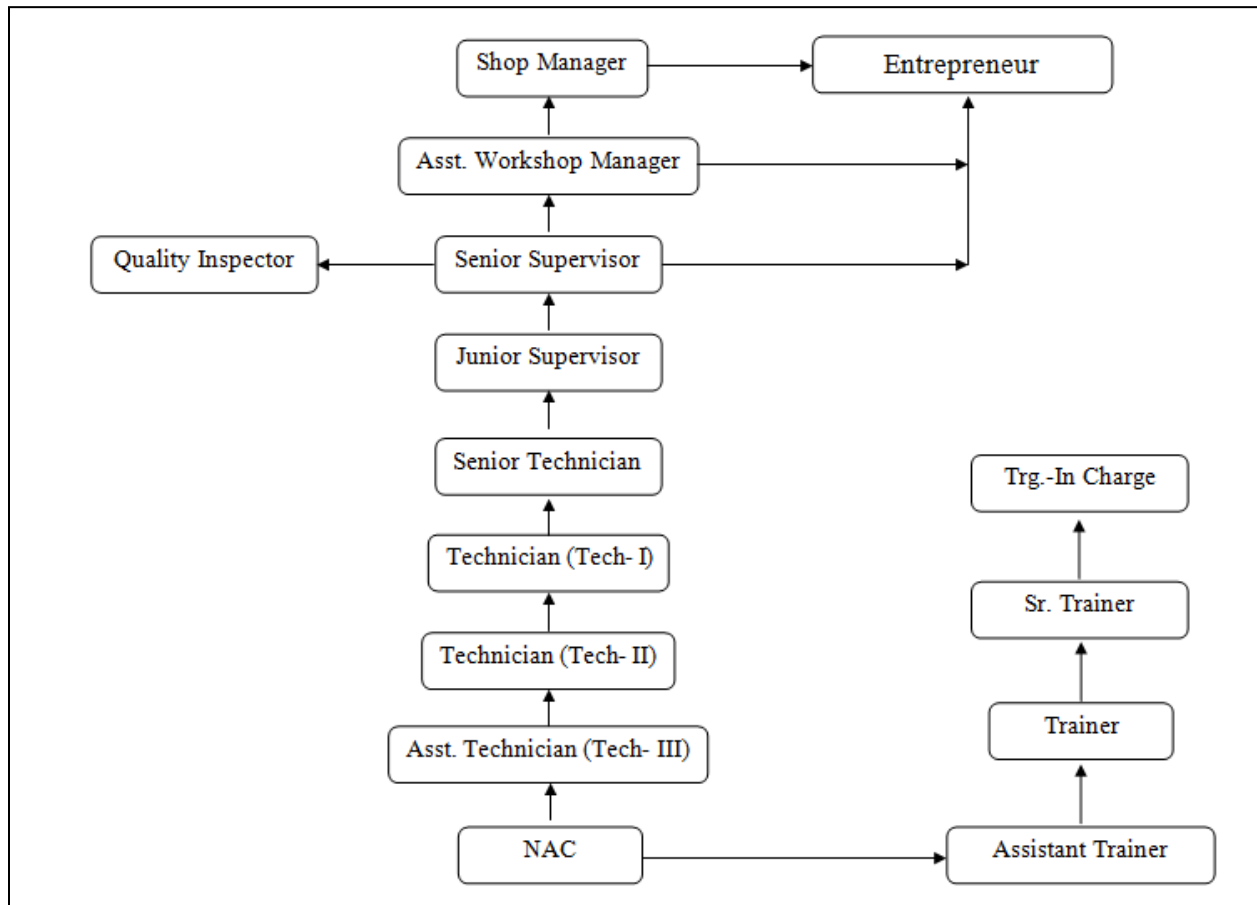 Shop Manager
Entrepreneur
Asst. Workshop Manager
Quality Inspector
Senior Supervisor
Junior Supervisor
Senior Technician
Trg.-In Charge
Technician (Tech- I)
Sr. Trainer
Technician (Tech- II)
Trainer
Asst. Technician (Tech- III)
NAC
Assistant Trainer